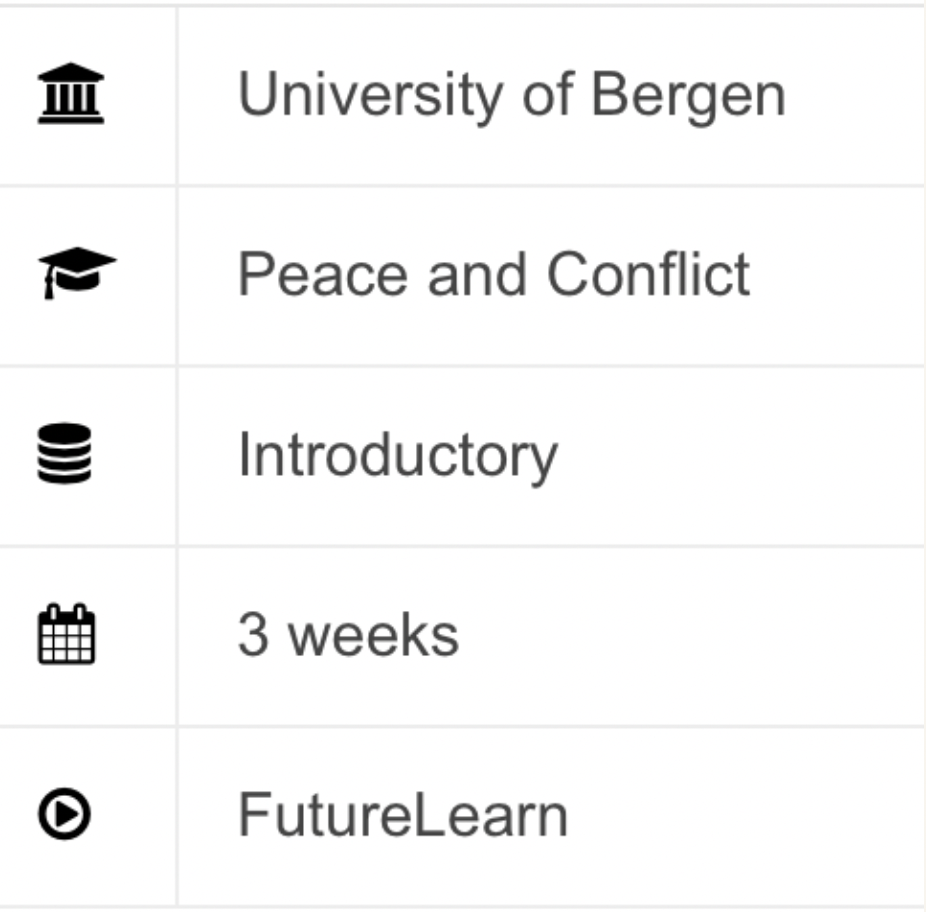 University of Bergen
Peace and Conflict
Introductory
3 weeks
FutureLearn